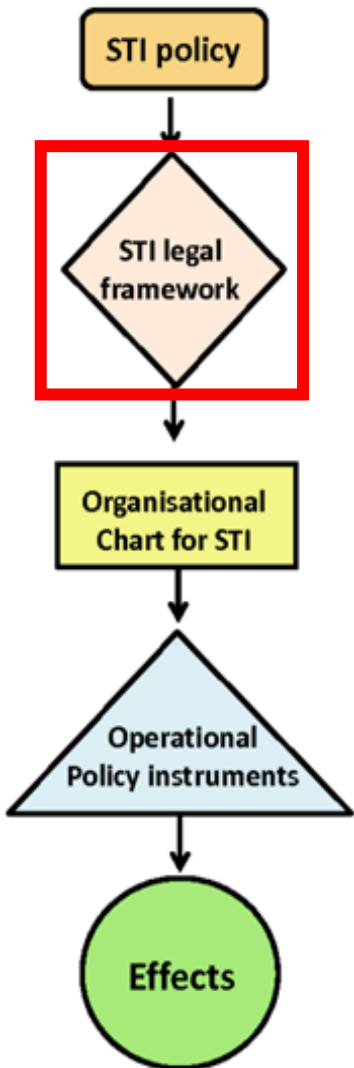 STI policy
STI legal
framework
Organisational
Chart for STI
Operational
Policy instruments
Effects